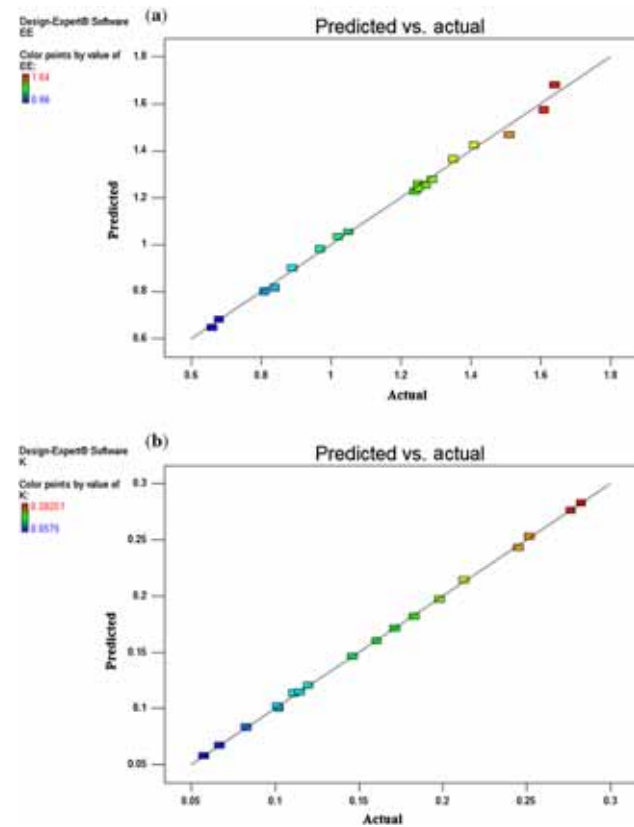 Design-Expert® Software
EE
Color points by value of
EE:
1.64
0.66
(a)
Predicted vs. actual
1.8
1.6
1.4
1.2
1
0.8
0.6
Predicted
0.6
0.8
1
1.2
1.4
1.6
1.8
Actual
Design-Expert® Software
K
Color points by value of
K:
0.28251
0.0575
(b)
Predicted vs. actual
0.3
0.25
0.2
0.15
0.1
0.05
Predicted
0.05
0.1
0.15
0.2
0.25
0.3
Actual